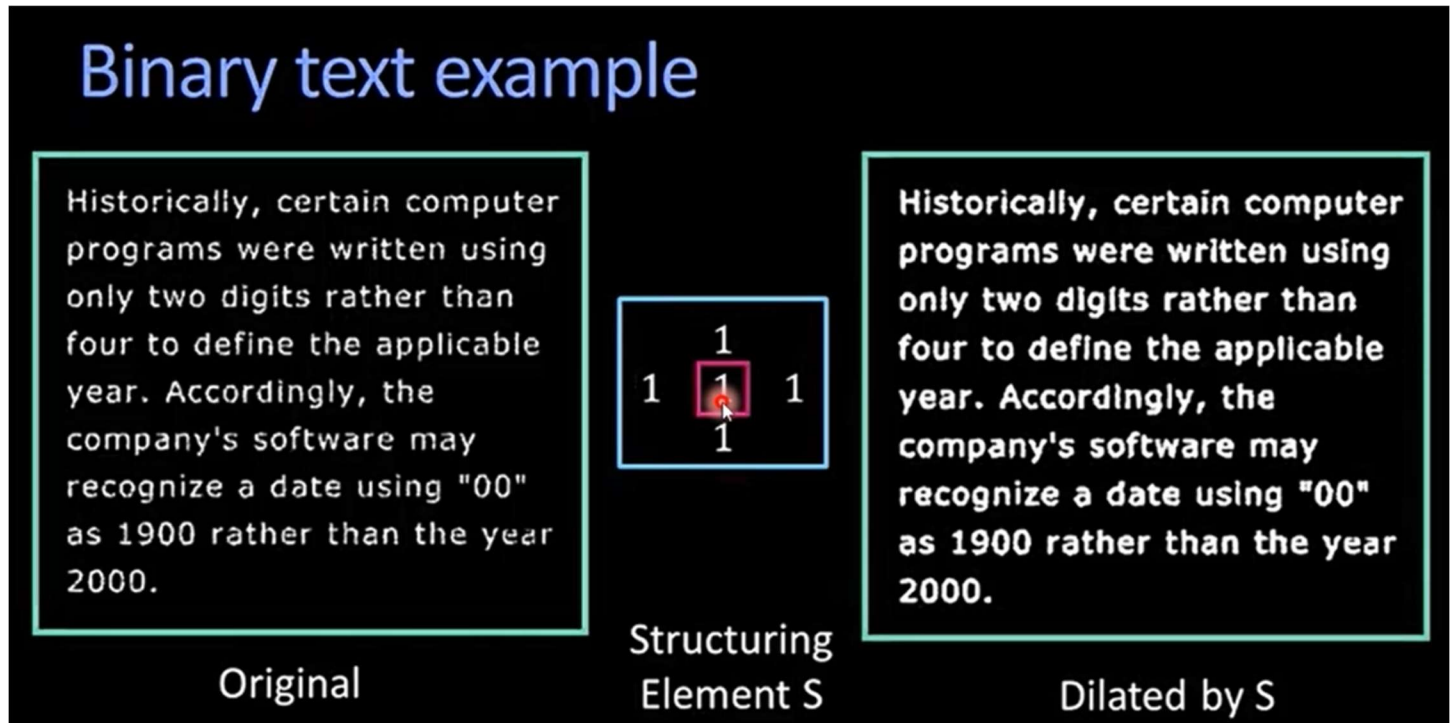 Binary text example
Historically, certain computer
programs were written using
only two digits rather than
four to define the applicable
year. Accordingly, the
company's software may
recognize a date using "00"
as 1900 rather than the year
2000.
Original
1
1 1 1
1
Structuring
Element S
Historically, certain computer
programs were written using
only two digits rather than
four to define the applicable
year. Accordingly, the
company's software may
recognize a date using "00"
as 1900 rather than the year
2000.
Dilated by S